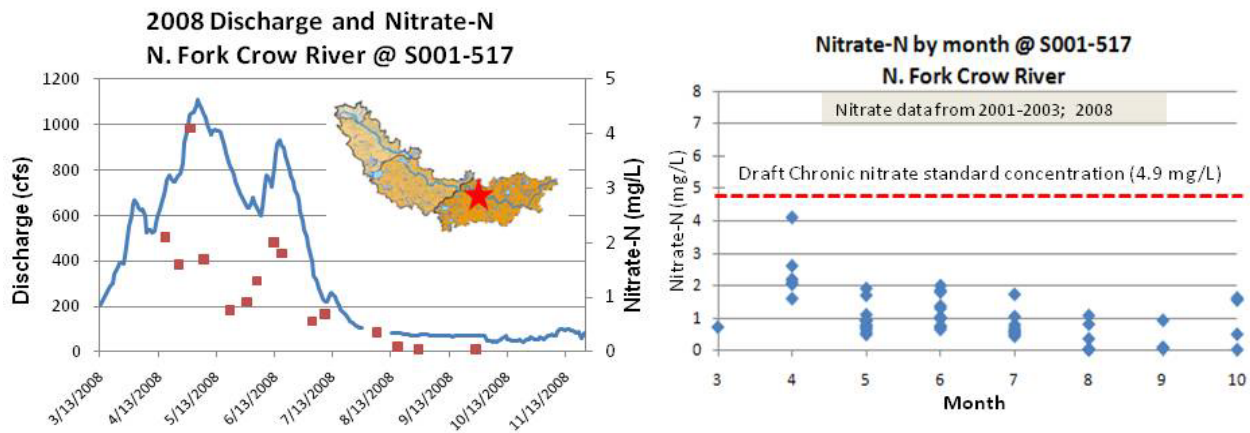 2008 Discharge and Nitrate-N
N. Fork Crow River @ S001-517
1200
1000
800
600
400
200
0
Discharge (cfs)
5
4
3
2
1
0
Nitrate-N (mg/L)
3/13/2008
4/13/2008
5/13/2008
6/13/2008
7/13/2008
8/13/2008
9/13/2008
10/13/2008
11/13/2008
Nitrate-N by month @ S001-517
N. Fork Crow River
Nitrate data from 2001-2003; 2008
Draft Chronic nitrate standard concentration (4.9 mg/L)
8
7
6
5
4
3
2
1
0
Nitrate-N (mg/L)
3 4 5 6 7 8 9 10
Month